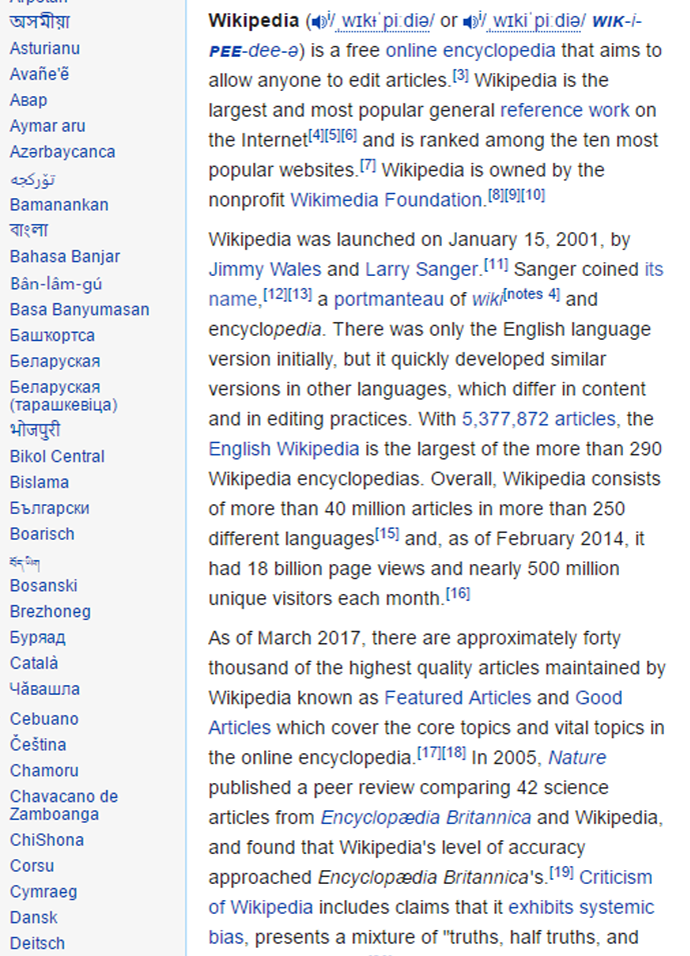 Arpetan
অসমীয়া
Asturianu
Avañe'ẽ
Авар
Aymar aru
Azərbaycanca
تۆرکجه
Bamanankan
বাংলা
Bahasa Banjar
Bân-lâm-gú
Basa Banyumasan
Башҡортса
Беларуская
Беларуская
(тарашкевіца)
भोजपुरी
Bikol Central
Bislama
Български
Boarisch
བོད་ཡིག
Bosanski
Brezhoneg
Буряад
Català
Чӑвашла
Cebuano
Čeština
Chamoru
Chavacano de
Zamboanga
ChiShona
Corsu
Cymraeg
Dansk
Deitsch
Wikipedia (/ˌwɪkɨˈpiːdiə/ or /ˌwɪkiˈpiːdiə/ WIK-i-
PEE-dee-ə) is a free online encyclopedia that aims to
allow anyone to edit articles.[3] Wikipedia is the
largest and most popular general reference work on
the Internet[4][5][6] and is ranked among the ten most
popular websites.[7] Wikipedia is owned by the
nonprofit Wikimedia Foundation.[8][9][10]
Wikipedia was launched on January 15, 2001, by
Jimmy Wales and Larry Sanger.[11] Sanger coined its
name,[12][13] a portmanteau of wiki[notes 4] and
encyclopedia. There was only the English language
version initially, but it quickly developed similar
versions in other languages, which differ in content
and in editing practices. With 5,377,872 articles, the
English Wikipedia is the largest of the more than 290
Wikipedia encyclopedias. Overall, Wikipedia consists
of more than 40 million articles in more than 250
different languages[15] and, as of February 2014, it
had 18 billion page views and nearly 500 million
unique visitors each month.[16]
As of March 2017, there are approximately forty
thousand of the highest quality articles maintained by
Wikipedia known as Featured Articles and Good
Articles which cover the core topics and vital topics in
the online encyclopedia.[17][18] In 2005, Nature
published a peer review comparing 42 science
articles from Encyclopædia Britannica and Wikipedia,
and found that Wikipedia's level of accuracy
approached Encyclopædia Britannica's.[19] Criticism
of Wikipedia includes claims that it exhibits systemic
bias, presents a mixture of "truths, half truths, and